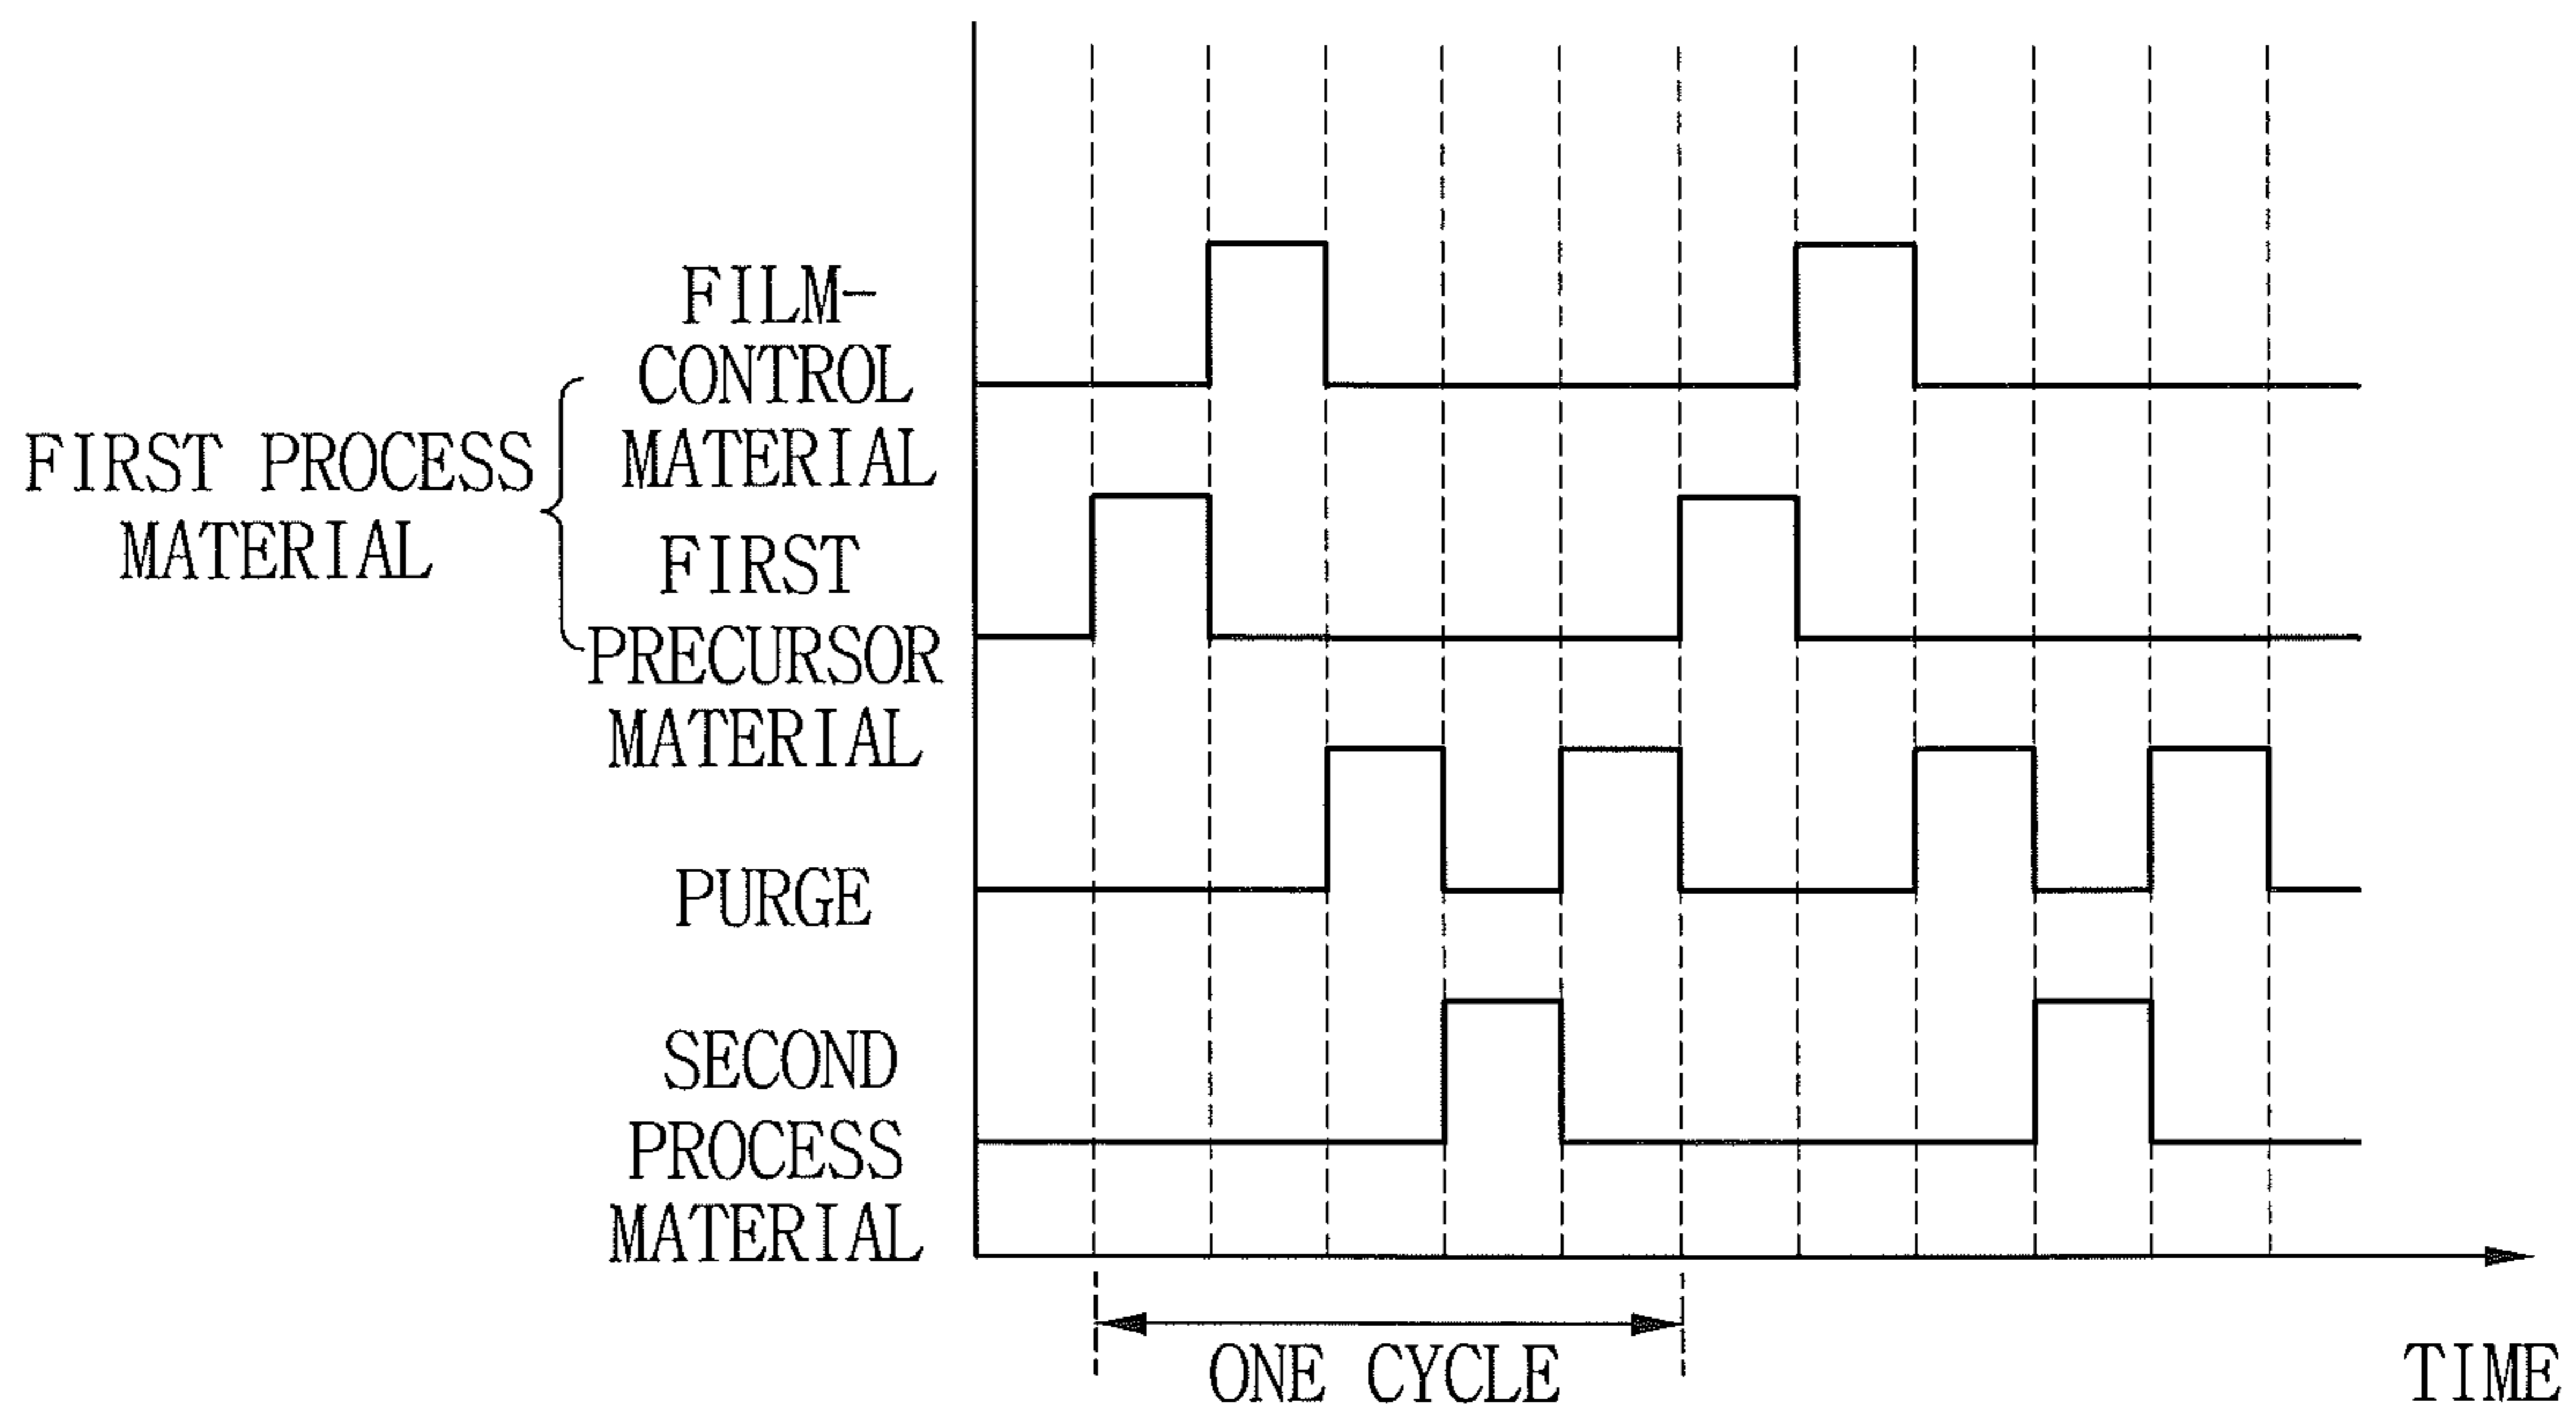 FILM-
CONTROL
MATERIAL
FIRST PROCESS
MATERIAL
FIRST
PRECURSOR
MATERIAL
PURGE
SECOND
PROCESS
MATERIAL
ONE CYCLE
TIME